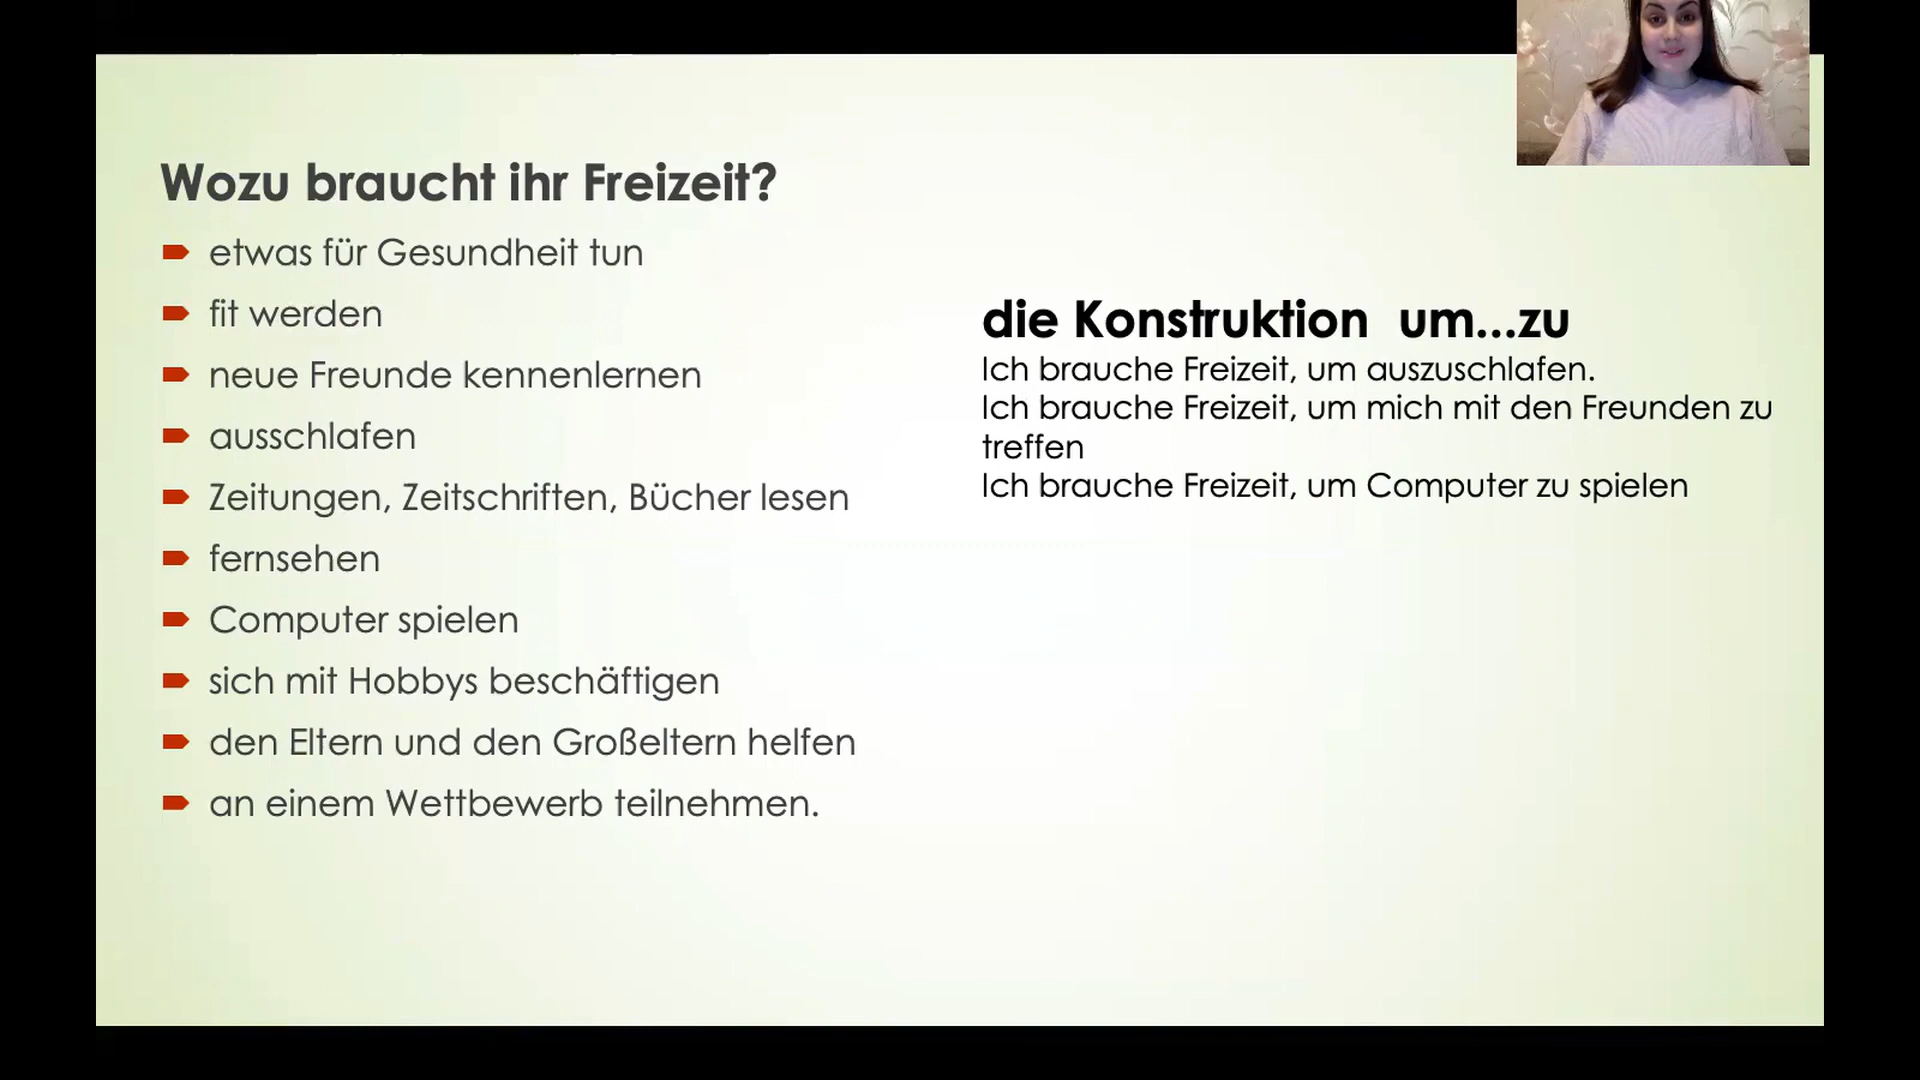 Wozu braucht ihr Freizeit?
etwas für Gesundheit tun
fit werden
neue Freunde kennenlernen
ausschlafen
Zeitungen, Zeitschriften, Bücher lesen
fernsehen
Computer spielen
sich mit Hobbys beschäftigen
den Eltern und den Großeltern helfen
an einem Wettbewerb teilnehmen.
die Konstruktion um...zu
Ich brauche Freizeit, um auszuschlafen.
Ich brauche Freizeit, um mich mit den Freunden zu
treffen
Ich brauche Freizeit, um Computer zu spielen